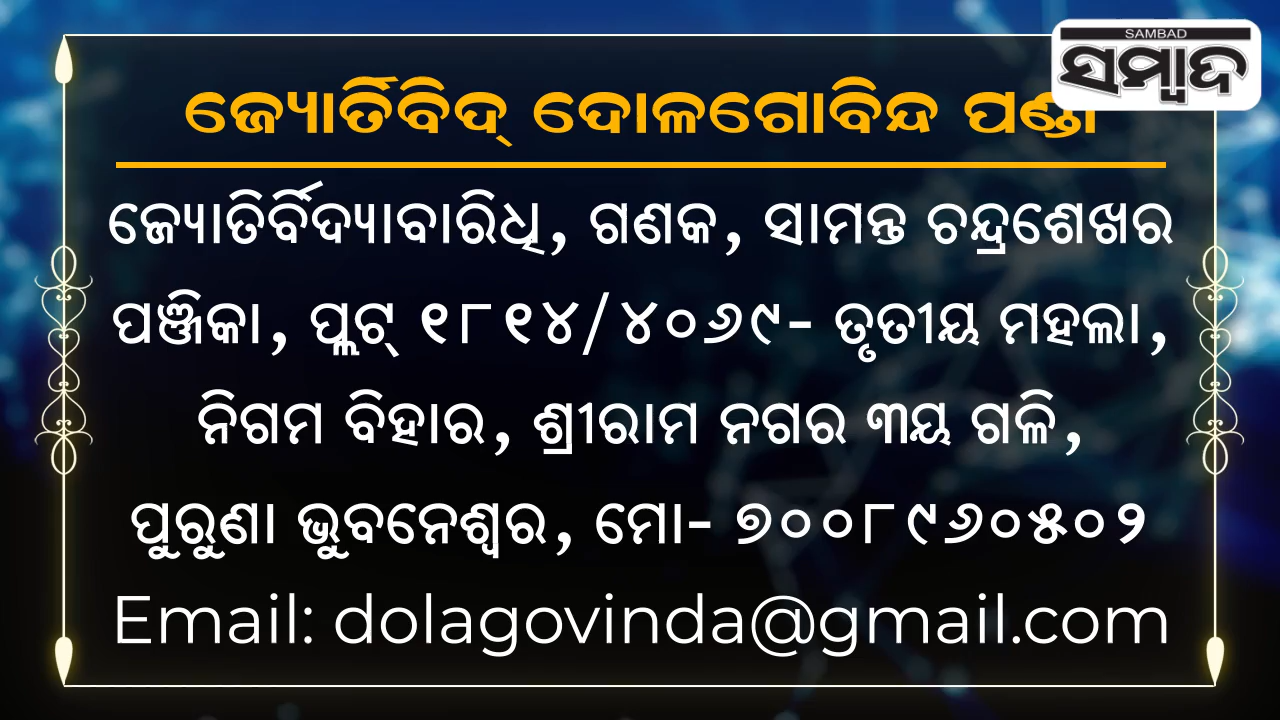 SAMBAD
ସମ୍ବାଦ
ଜ୍ୟୋର୍ତିବିଦ୍ ଦୋଳଗୋବିନ୍ଦ ପଣ୍ଡା
ଜ୍ୟୋତିର୍ବିଦ୍ୟାବାରିଧି, ଗଣକ, ସାମନ୍ତ ଚନ୍ଦ୍ରଶେଖର
ପଞ୍ଜିକା, ପ୍ଲଟ୍ ୧୮୧୪/୪୦୬୯- ତୃତୀୟ ମହଲା,
ନିଗମ ବିହାର, ଶ୍ରୀରାମ ନଗର ୩ୟ ଗଳି,
ପୁରୁଣା ଭୁବନେଶ୍ୱର, ମୋ- ୭୦୦୮୯୬୦୫୦୨
Email: dolagovinda@gmail.com